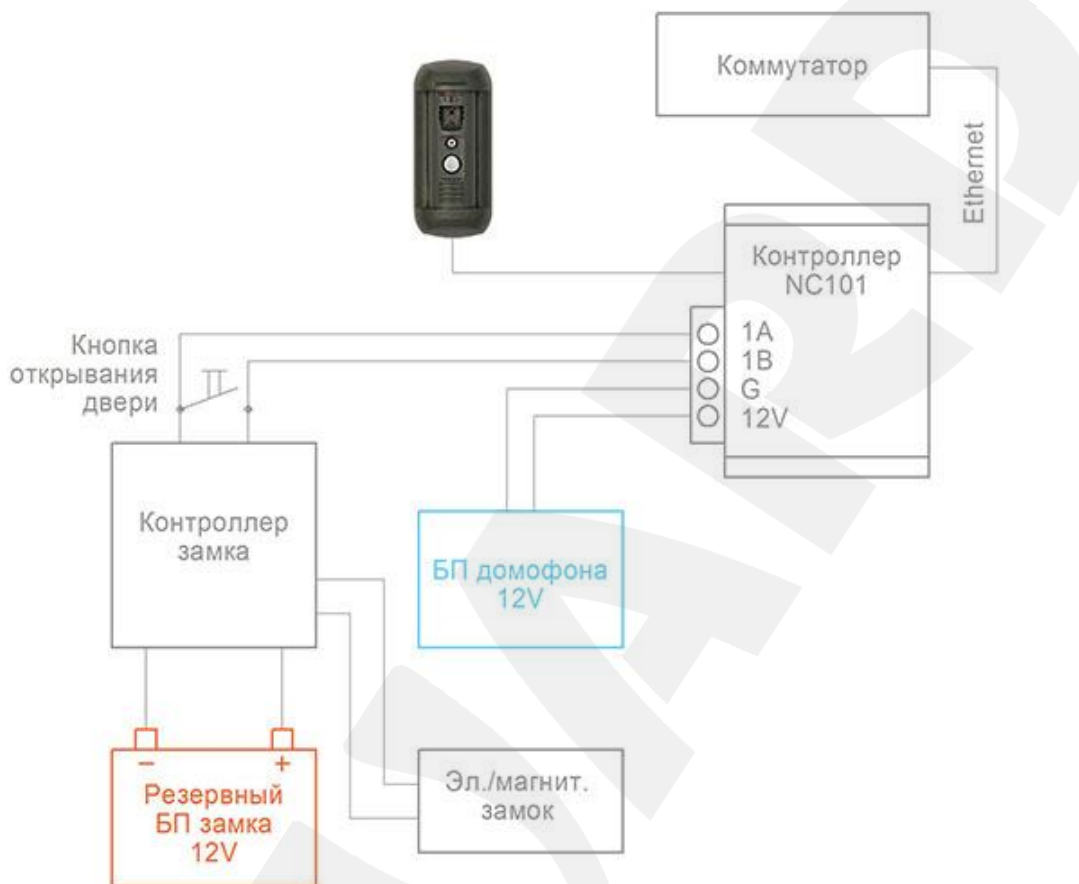 Коммутатор
Ethernet
Контроллер
NC101
1A
1B
G
12V
Кнопка
открывания
двери
Контроллер
замка
БП домофона
12V
− +
Резервный
БП замка
12V
Эл./магнит.
замок